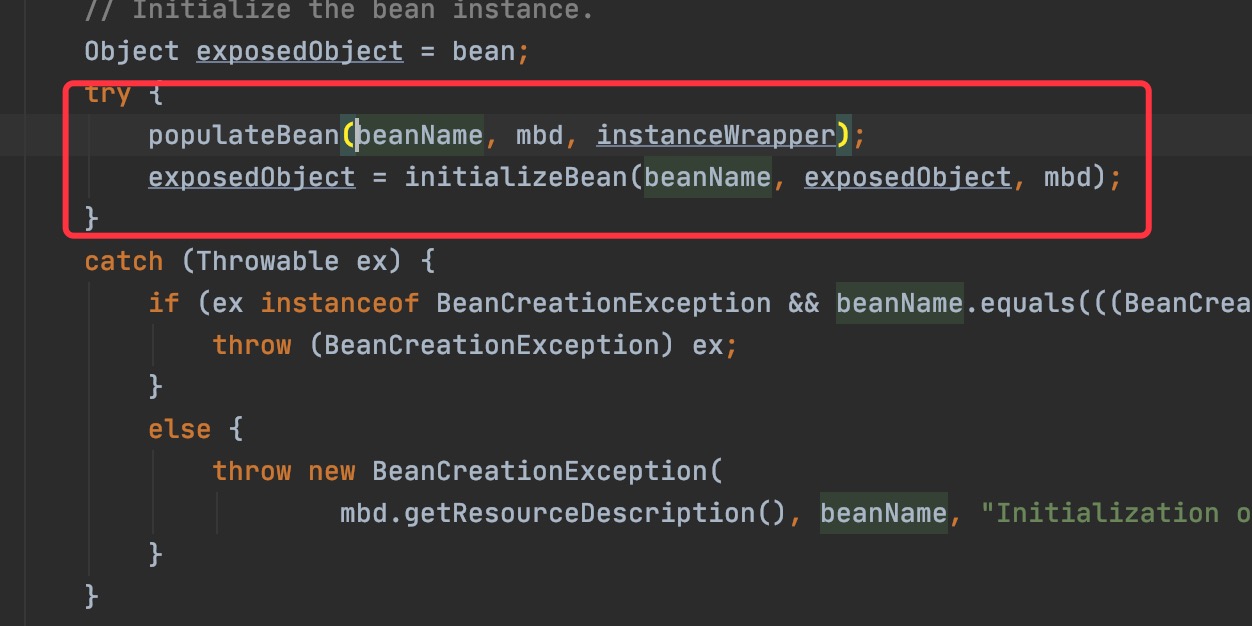 // Initialize the bean instance.
Object exposedObject = bean;
try {
populateBean(beanName, mbd, instanceWrapper);
exposedObject = initializeBean(beanName, exposedObject, mbd);
}
catch (Throwable ex) {
if (ex instanceof BeanCreationException && beanName.equals(((BeanCrea
throw (BeanCreationException) ex;
}
else {
throw new BeanCreationException(
mbd.getResourceDescription(), beanName, "Initialization o
}
}